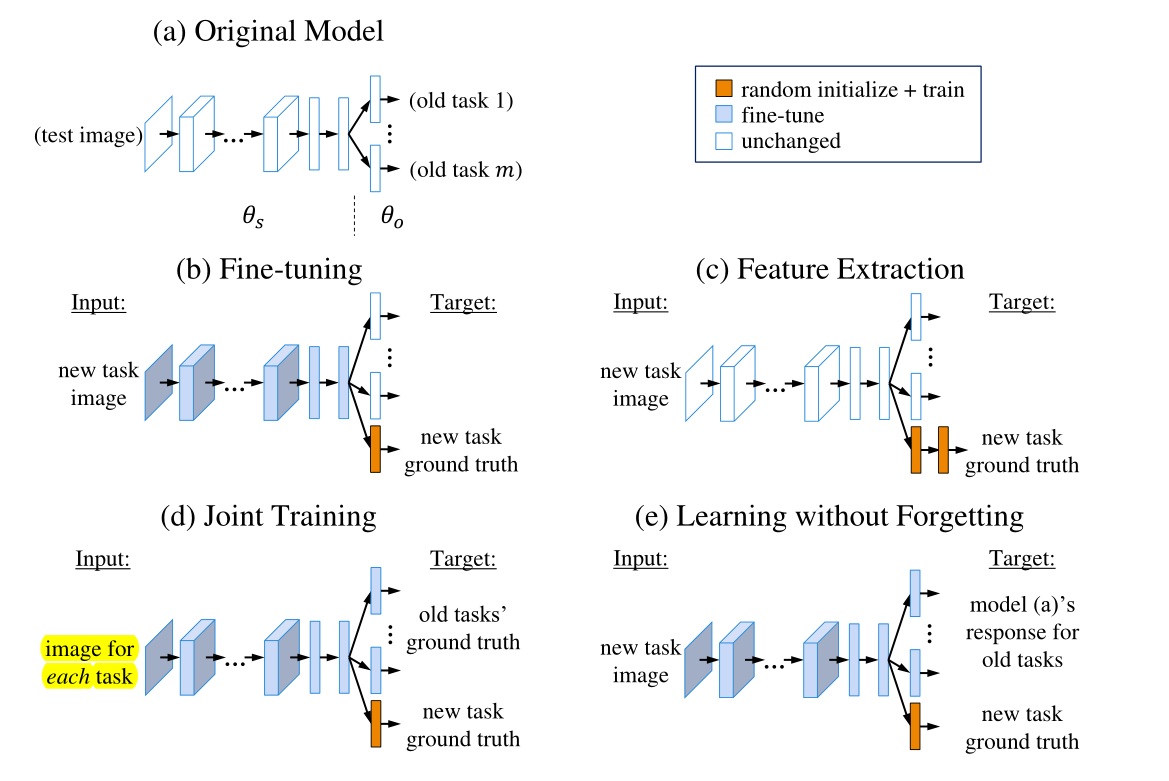 (a) Original Model
(test image)
...
(old task 1)
(old task m)
θs
θo
random initialize + train
fine-tune
unchanged
(b) Fine-tuning
Input:
Target:
new task
image
...
new task
ground truth
(c) Feature Extraction
Input:
Target:
new task
image
...
new task
ground truth
(d) Joint Training
Input:
Target:
image for
each task
...
old tasks’
ground truth
new task
ground truth
(e) Learning without Forgetting
Input:
Target:
new task
image
...
model (a)’s
response for
old tasks
new task
ground truth